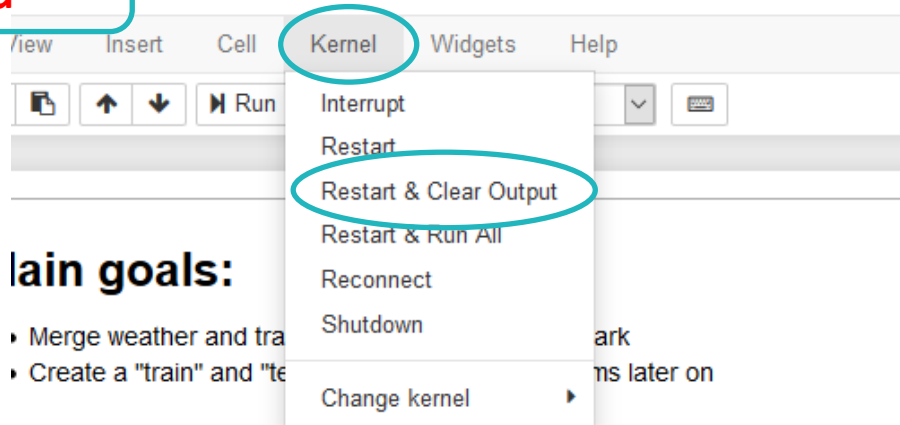 View Insert Cell Kernel Widgets Help
Run
Interrupt
Restart
Restart & Clear Output
Restart & Run All
Reconnect
Shutdown
Change kernel
ain goals:
• Merge weather and tra ark
• Create a "train" and "te ms later on